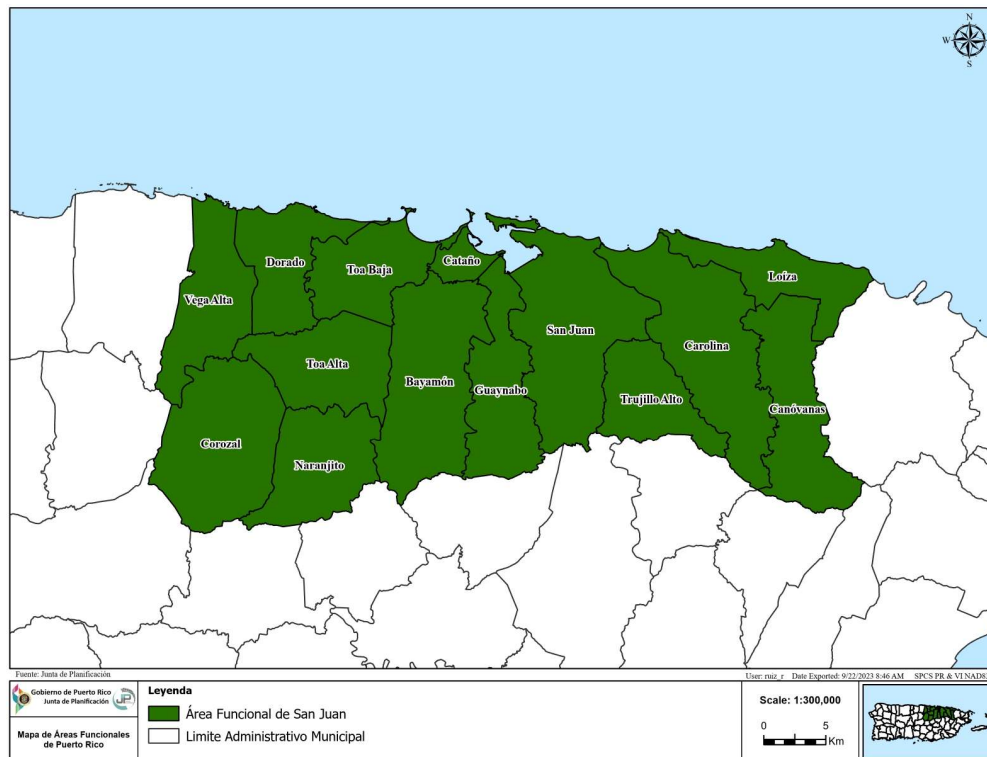 N
W
S
Dorado
Toa Baja
Cataño
Loíza
Vega Alta
San Juan
Carolina
Toa Alta
Bayamón
Guaynabo
Trujillo Alto
Canóvanas
Corozal
Naranjito
Fuente: Junta de Planificación
User: ruiz_r Date Exported: 9/22/2023 8:46 AM SPCS PR & VI NAD83
Gobierno de Puerto Rico
Junta de Planificación
JP
Mapa de Áreas Funcionales
de Puerto Rico
Leyenda
Área Funcional de San Juan
Limite Administrativo Municipal
Scale: 1:300,000
0 5
Km